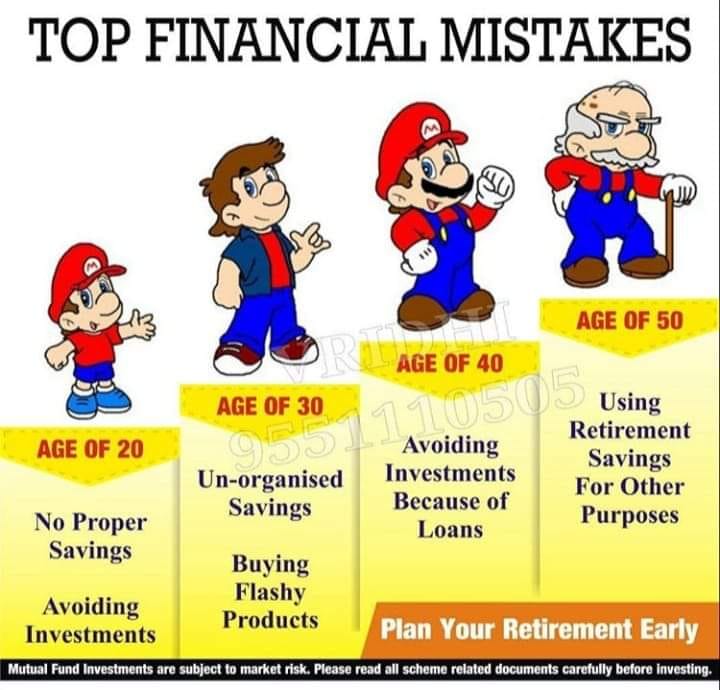 TOP FINANCIAL MISTAKES
M
M
AGE OF 20
No Proper
Savings
Avoiding
Investments
AGE OF 30
Un-organised
Savings
Buying
Flashy
Products
AGE OF 40
Avoiding
Investments
Because of
Loans
AGE OF 50
Using
Retirement
Savings
For Other
Purposes
VRIDHI
9551110505
Plan Your Retirement Early
Mutual Fund Investments are subject to market risk. Please read all scheme related documents carefully before investing.